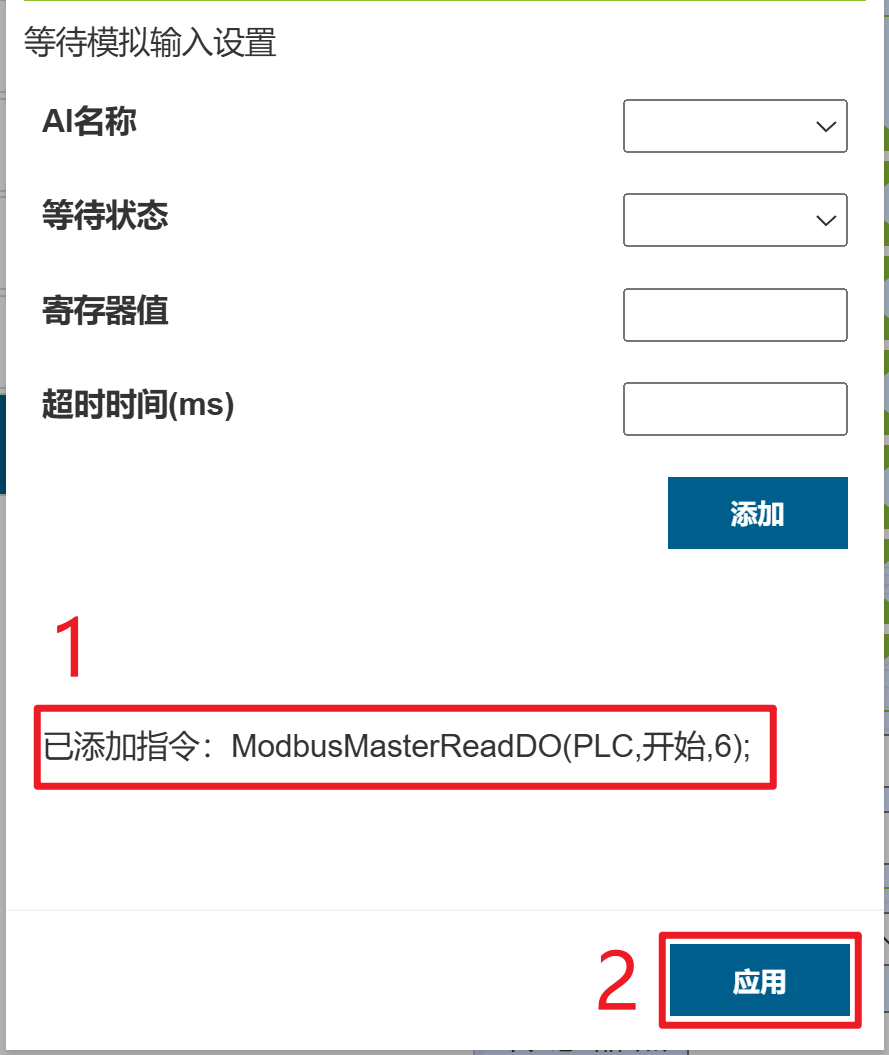 等待模拟输入设置
AI名称
等待状态
寄存器值
超时时间(ms)
添加
1
已添加指令：ModbusMasterReadDO(PLC,开始,6);
2
应用